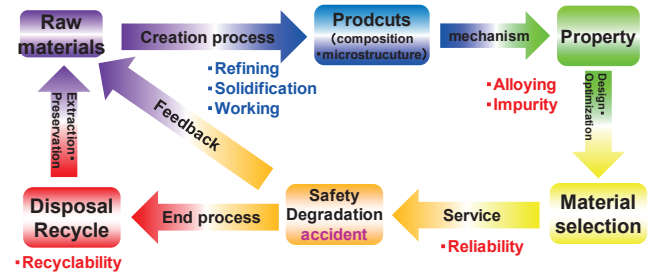 Raw
materials
Creation process
Prodcuts
(composition
・microstrucuture)
mechanism
Property
・Refining
・Solidification
・Working
・Alloying
・Impurity
Design・
Optimization
Extraction・
Preservation
Feedback
Disposal
Recycle
End process
Safety
Degradation
accident
Service
Material
selection
・Recyclability
・Reliability